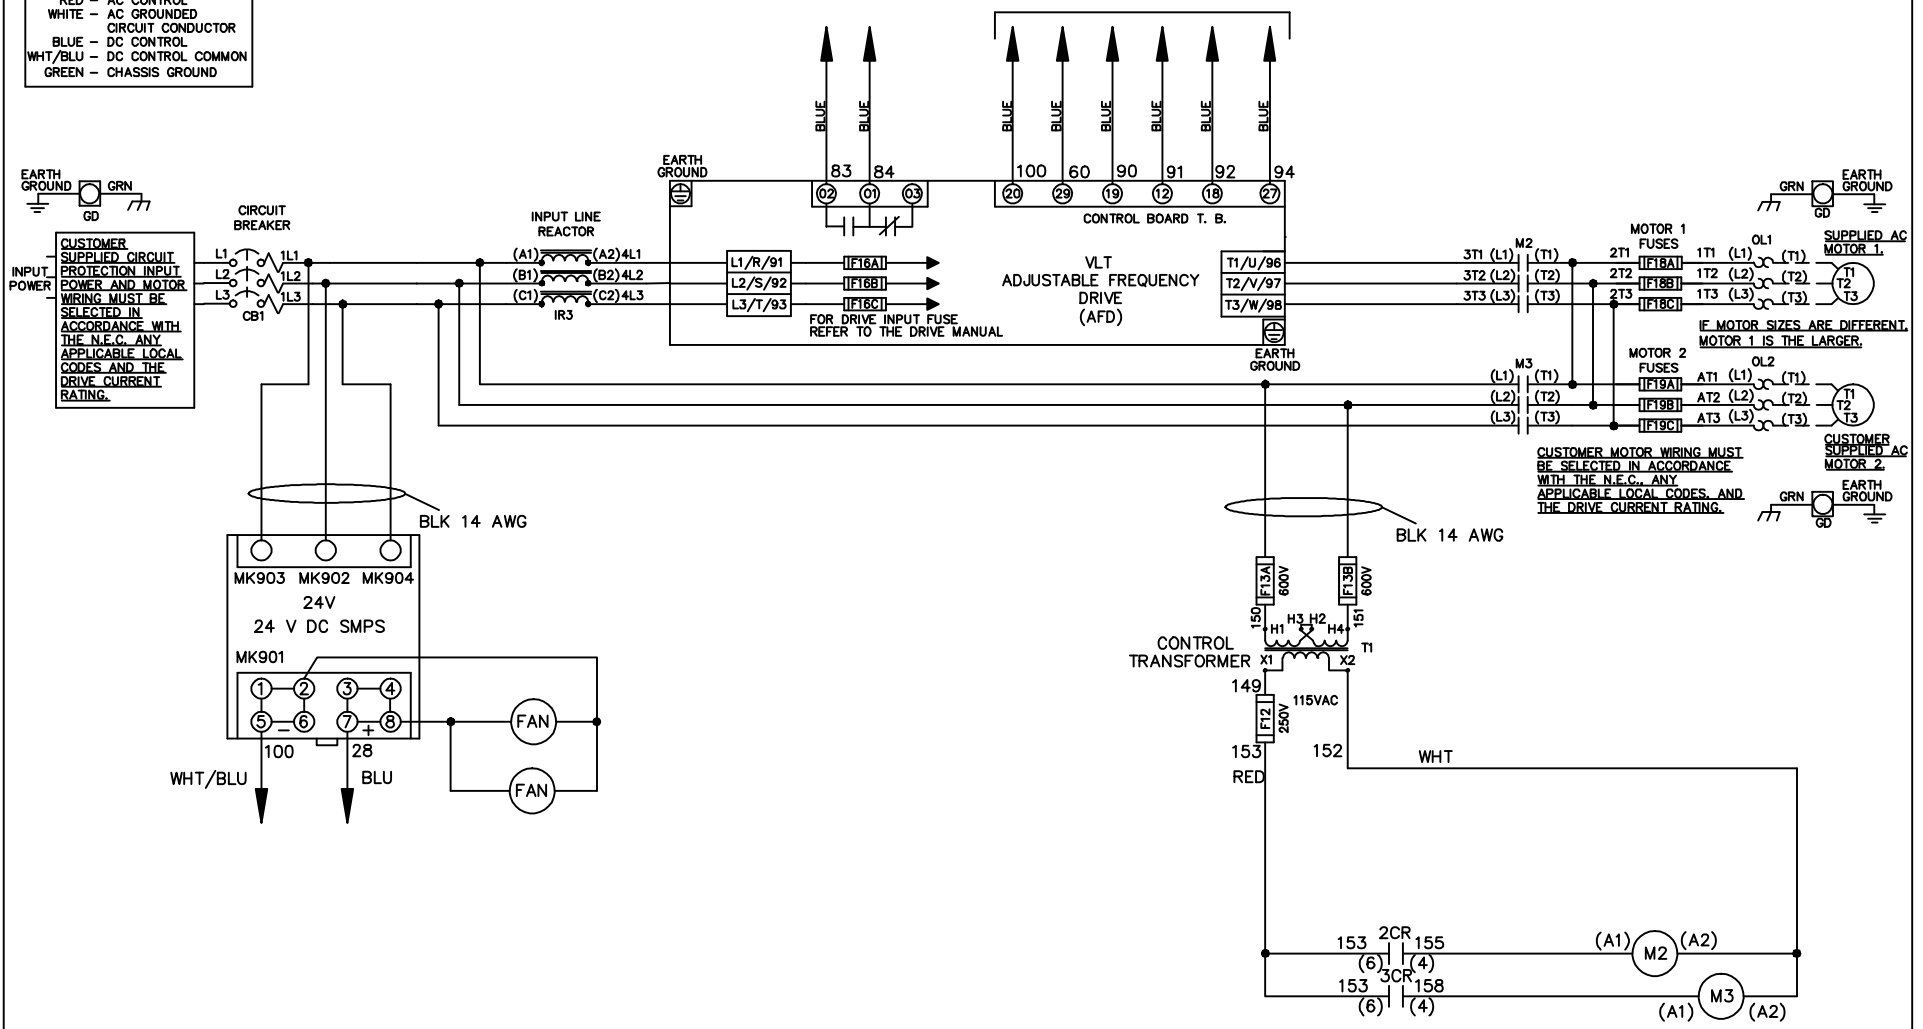 RED – AC CONTROL
WHITE – AC GROUNDED
CIRCUIT CONDUCTOR
BLUE – DC CONTROL
WHT/BLU – DC CONTROL COMMON
GREEN – CHASSIS GROUND
BLUE
BLUE
BLUE
BLUE
BLUE
BLUE
BLUE
BLUE
EARTH
GROUND
GRN
GD
CIRCUIT
BREAKER
INPUT LINE
REACTOR
EARTH
GROUND
83 84
02 01 03
100 60 90 91 92 94
20 29 19 12 18 27
CONTROL BOARD T. B.
INPUT
POWER
CUSTOMER
SUPPLIED CIRCUIT
PROTECTION INPUT
POWER AND MOTOR
WIRING MUST BE
SELECTED IN
ACCORDANCE WITH
THE N.E.C. ANY
APPLICABLE LOCAL
CODES AND THE
DRIVE CURRENT
RATING.
L1 1L1
L2 1L2
L3 1L3
CB1
(A1) (A2) 4L1
(B1) (B2) 4L2
(C1) (C2) 4L3
IR3
L1/R/91 F16A
L2/S/92 F16B
L3/T/93 F16C
FOR DRIVE INPUT FUSE
REFER TO THE DRIVE MANUAL
VLT
ADJUSTABLE FREQUENCY
DRIVE
(AFD)
T1/U/96
T2/V/97
T3/W/98
EARTH
GROUND
M2
3T1 (L1) (T1)
3T2 (L2) (T2)
3T3 (L3) (T3)
MOTOR 1
FUSES
2T1 F18A 1T1 (L1) (T1)
2T2 F18B 1T2 (L2) (T2)
2T3 F18C 1T3 (L3) (T3)
OL1
GRN
GD
EARTH
GROUND
SUPPLIED AC
MOTOR 1.
T1
T2
T3
IF MOTOR SIZES ARE DIFFERENT,
MOTOR 1 IS THE LARGER.
M3
(L1) (T1)
(L2) (T2)
(L3) (T3)
MOTOR 2
FUSES
OL2
F19A AT1 (L1) (T1)
F19B AT2 (L2) (T2)
F19C AT3 (L3) (T3)
T1
T2
T3
CUSTOMER
SUPPLIED AC
MOTOR 2.
CUSTOMER MOTOR WIRING MUST
BE SELECTED IN ACCORDANCE
WITH THE N.E.C., ANY
APPLICABLE LOCAL CODES, AND
THE DRIVE CURRENT RATING.
GRN
GD
EARTH
GROUND
BLK 14 AWG
BLK 14 AWG
MK903 MK902 MK904
24V
24 V DC SMPS
MK901
1 2 3 4
5 – 6 7 + 8
100 28
WHT/BLU BLU
FAN
FAN
F13A
600V
F13B
600V
150 151
H1 H3 H2 H4
T1
CONTROL
TRANSFORMER
X1 X2
149
F12
250V
115VAC
153
RED
152
WHT
2CR
153 155
(6) (4)
(A1) M2 (A2)
3CR
153 158
(6) (4)
(A1) M3 (A2)